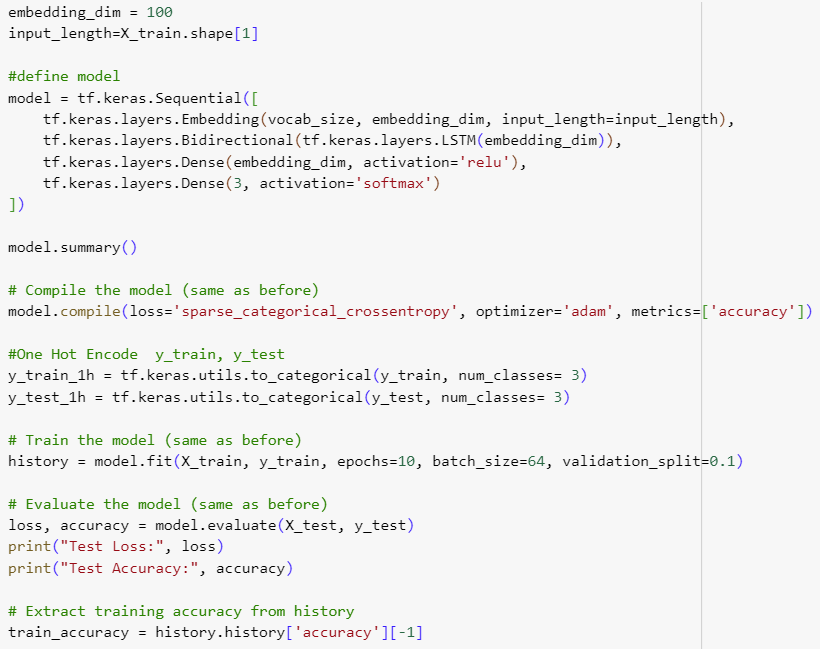 embedding_dim = 100
input_length=X_train.shape[1]
#define model
model = tf.keras.Sequential([
    tf.keras.layers.Embedding(vocab_size, embedding_dim, input_length=input_length),
    tf.keras.layers.Bidirectional(tf.keras.layers.LSTM(embedding_dim)),
    tf.keras.layers.Dense(embedding_dim, activation='relu'),
    tf.keras.layers.Dense(3, activation='softmax')
])
model.summary()
# Compile the model (same as before)
model.compile(loss='sparse_categorical_crossentropy', optimizer='adam', metrics=['accuracy'])
#One Hot Encode  y_train, y_test
y_train_1h = tf.keras.utils.to_categorical(y_train, num_classes= 3)
y_test_1h = tf.keras.utils.to_categorical(y_test, num_classes= 3)
# Train the model (same as before)
history = model.fit(X_train, y_train, epochs=10, batch_size=64, validation_split=0.1)
# Evaluate the model (same as before)
loss, accuracy = model.evaluate(X_test, y_test)
print("Test Loss:", loss)
print("Test Accuracy:", accuracy)
# Extract training accuracy from history
train_accuracy = history.history['accuracy'][-1]